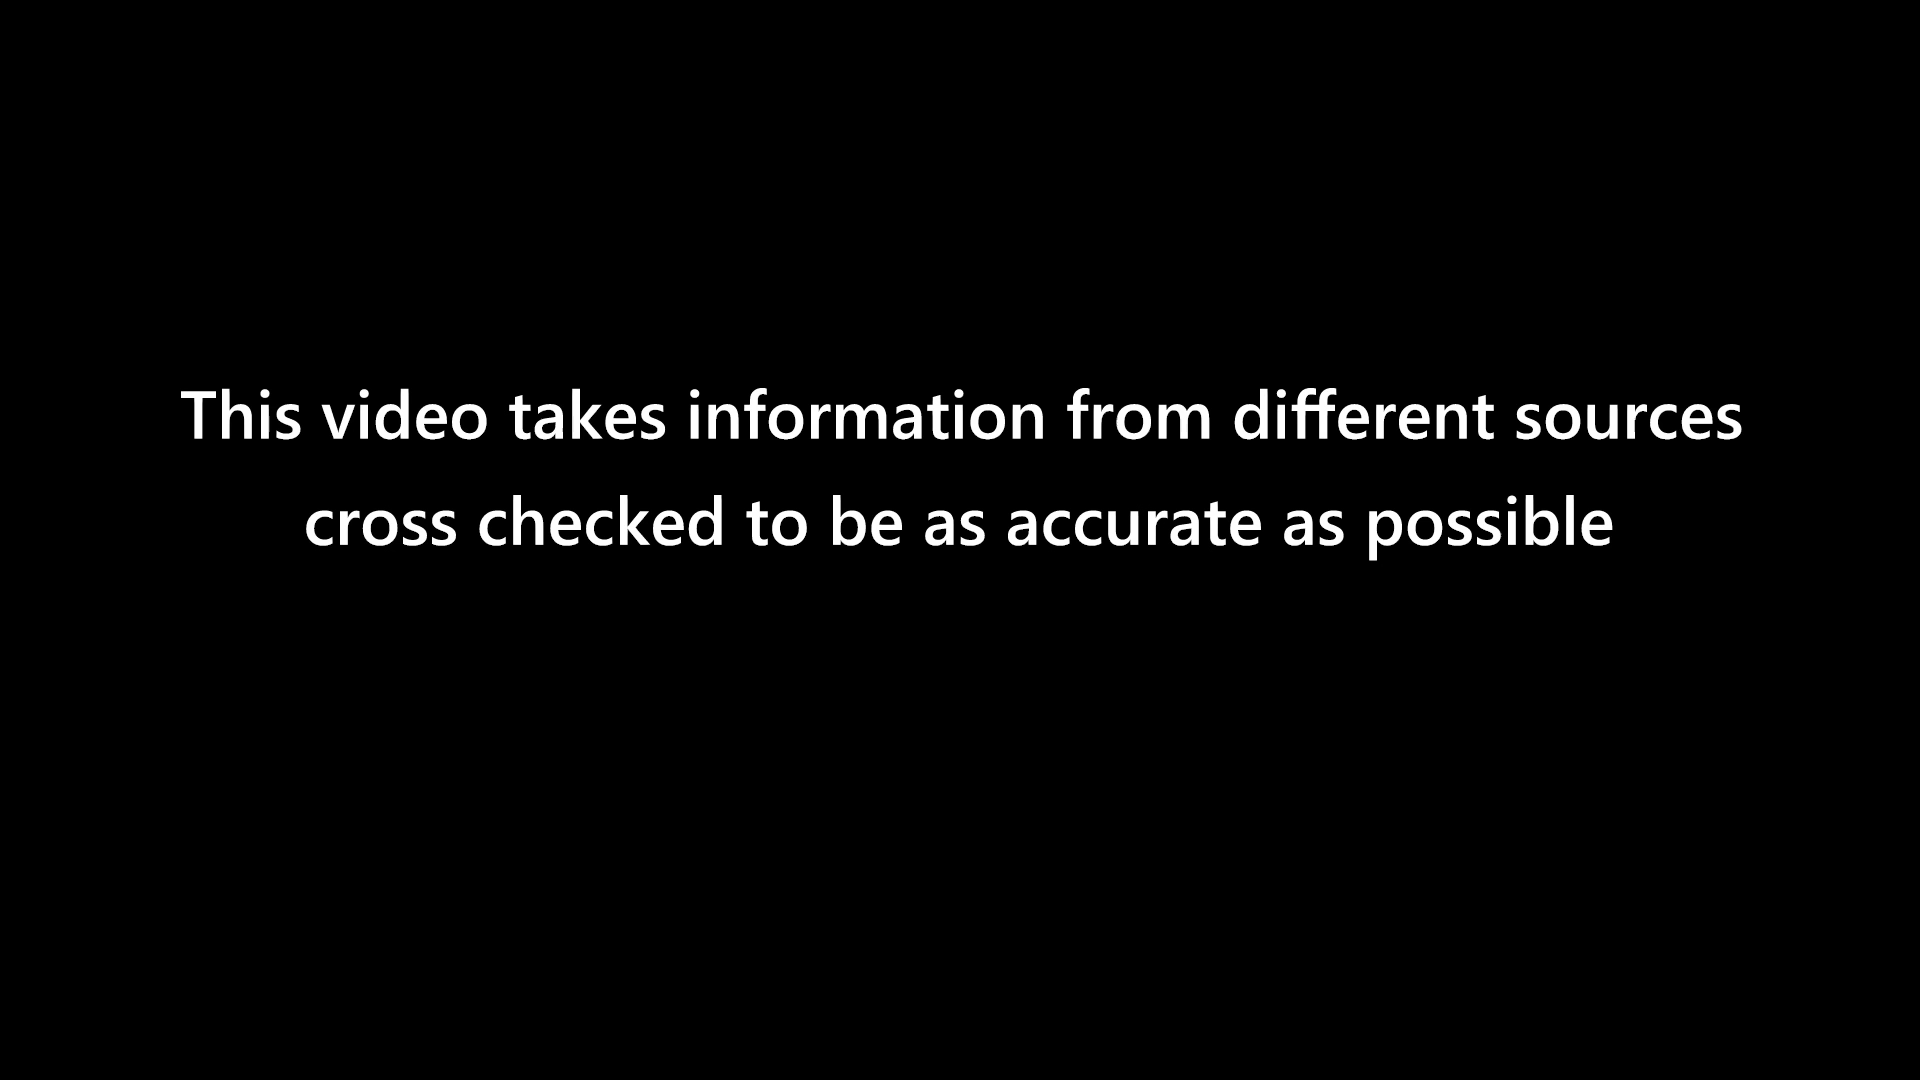 This video takes information from different sources
cross checked to be as accurate as possible